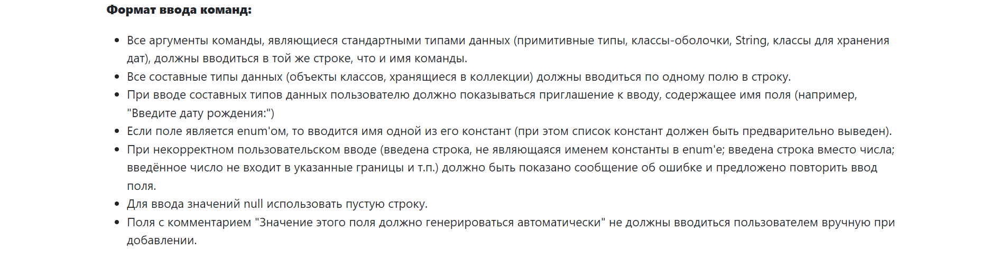 Формат ввода команд:
• Все аргументы команды, являющиеся стандартными типами данных (примитивные типы, классы-оболочки, String, классы для хранения
дат), должны вводиться в той же строке, что и имя команды.
• Все составные типы данных (объекты классов, хранящиеся в коллекции) должны вводиться по одному полю в строку.
• При вводе составных типов данных пользователю должно показываться приглашение к вводу, содержащее имя поля (например,
"Введите дату рождения:")
• Если поле является enum'ом, то вводится имя одной из его констант (при этом список констант должен быть предварительно выведен).
• При некорректном пользовательском вводе (введена строка, не являющаяся именем константы в enum'е; введена строка вместо числа;
введённое число не входит в указанные границы и т.п.) должно быть показано сообщение об ошибке и предложено повторить ввод
поля.
• Для ввода значений null использовать пустую строку.
• Поля с комментарием "Значение этого поля должно генерироваться автоматически" не должны вводиться пользователем вручную при
добавлении.